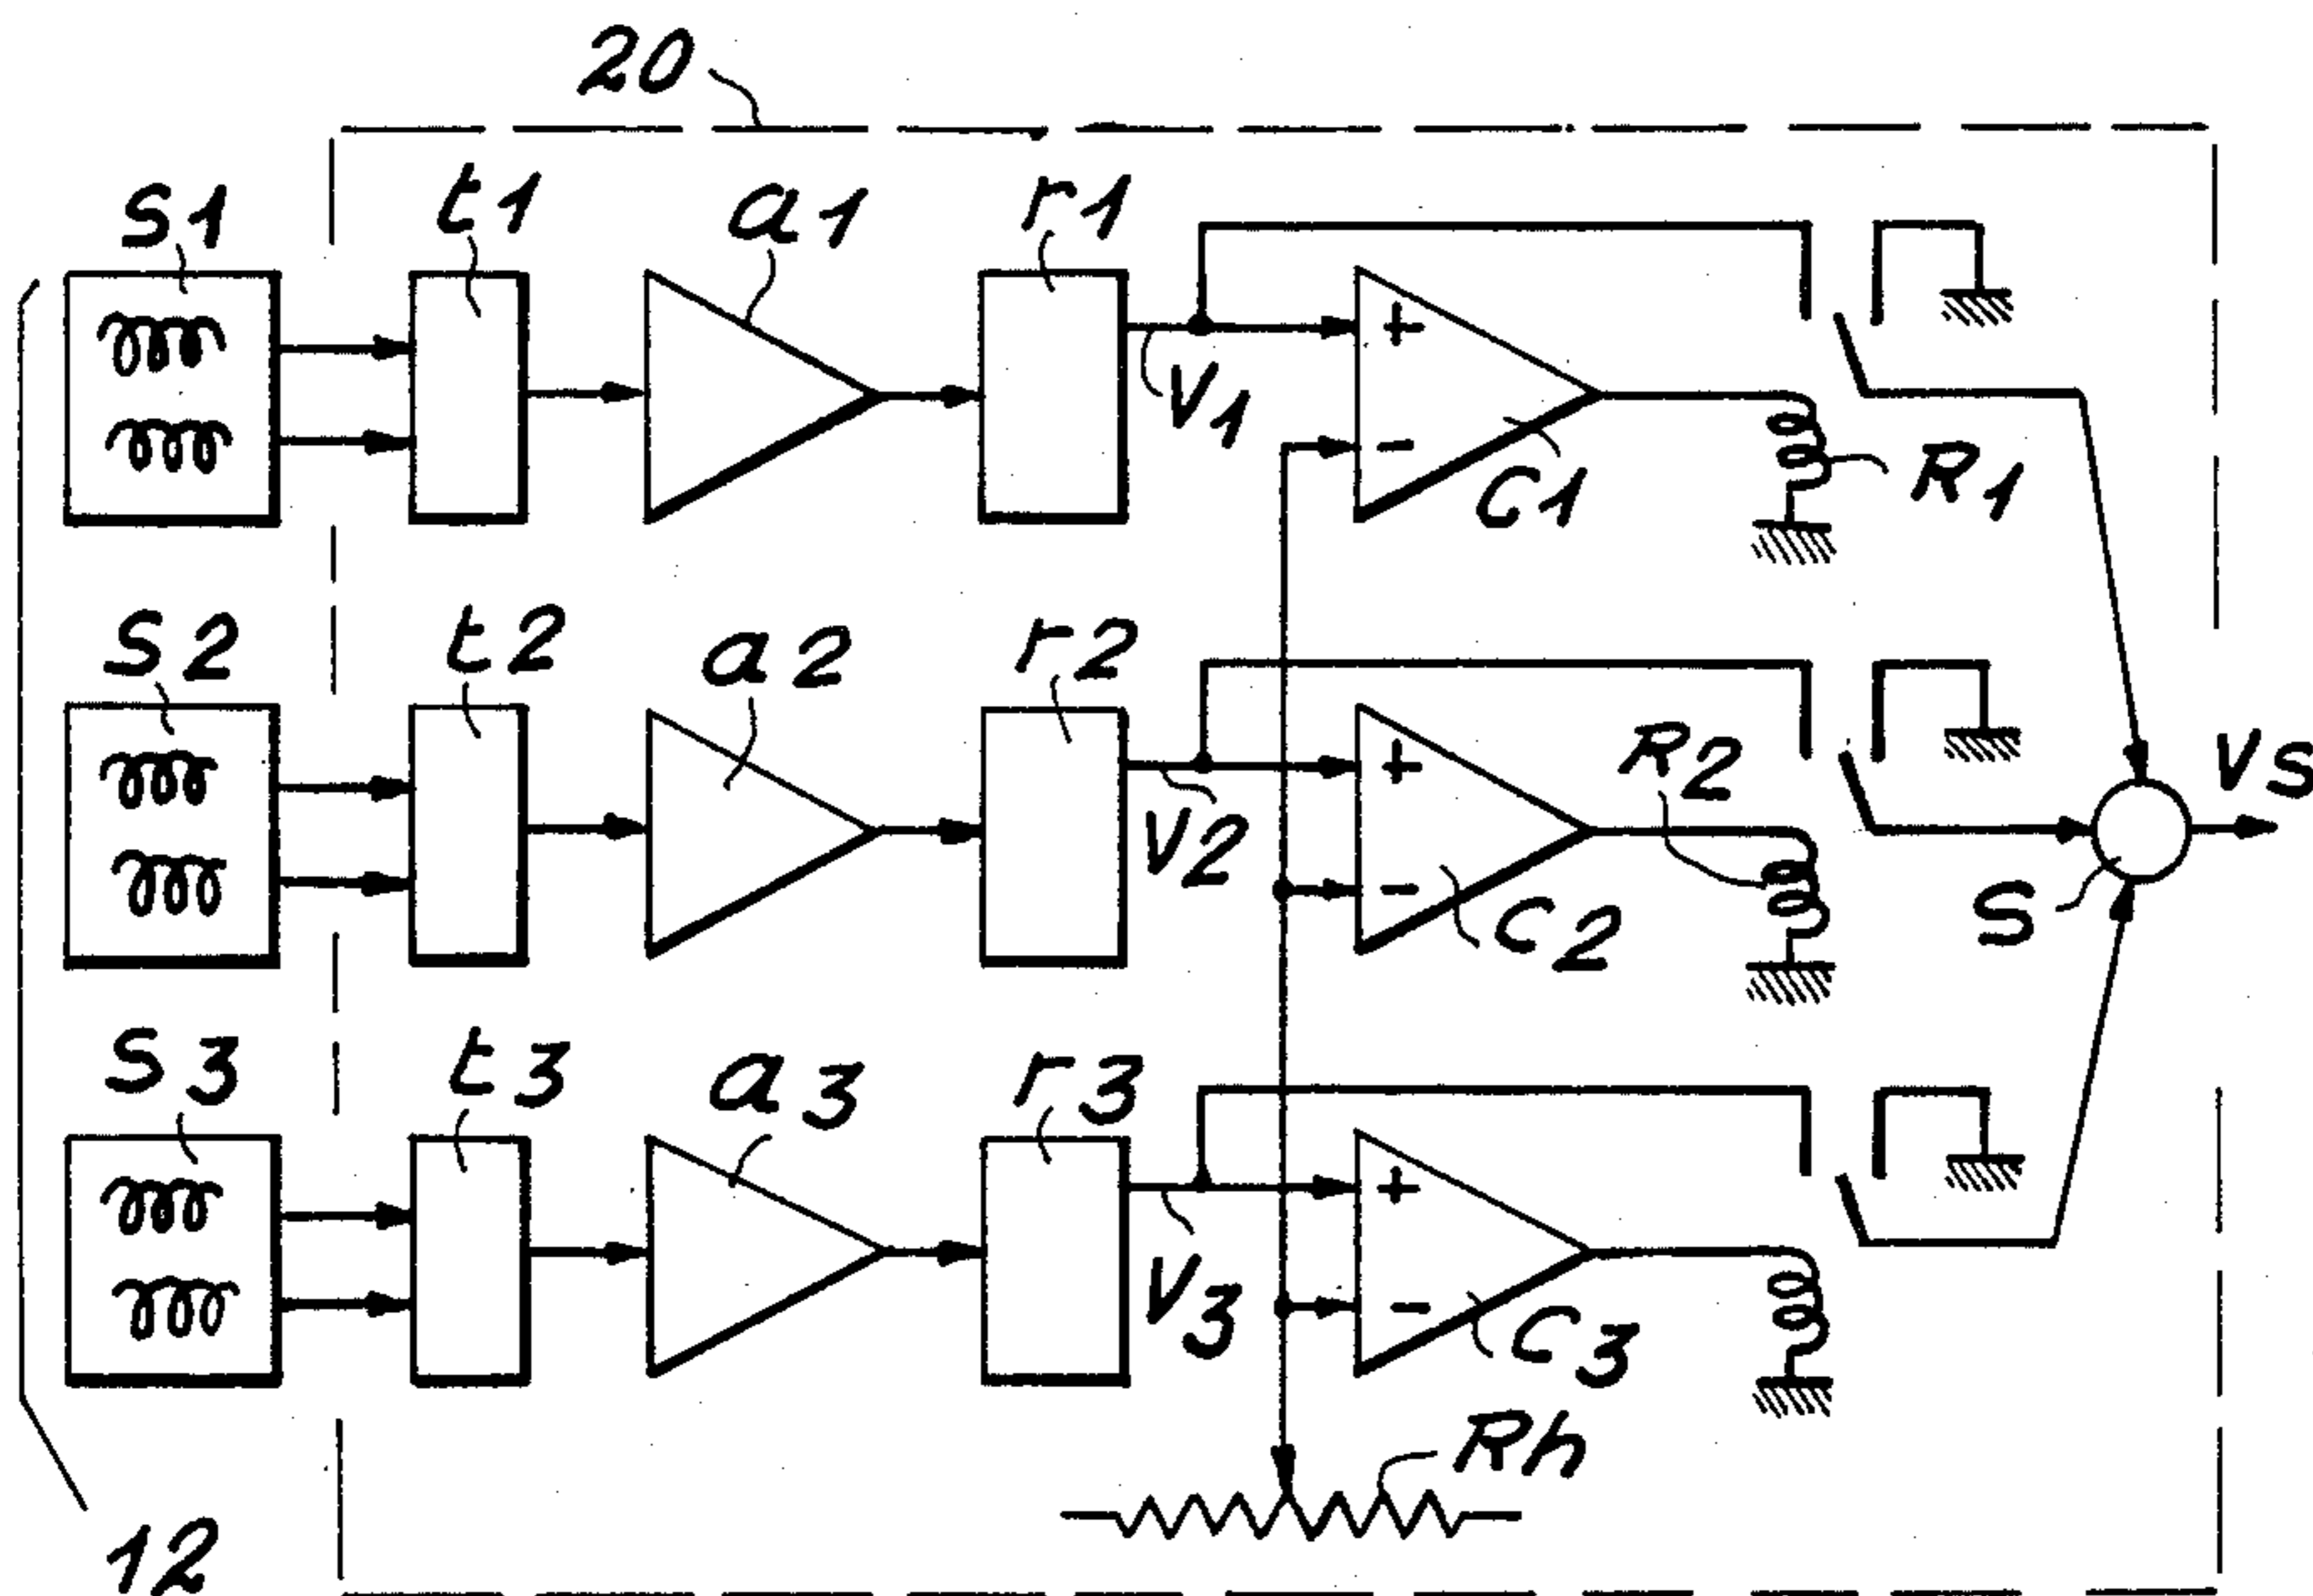 20
S1 t1 a1 r1
+
V1
-
C1 R1
S2 t2 a2 r2
+
R2 VS
V2
-
C2 S
S3 t3 a3 r3
+
V3
-
C3
Rh
12